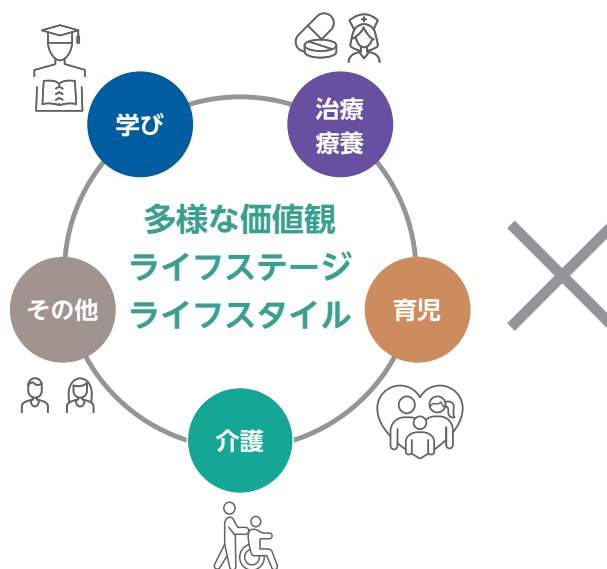 学び
治療
療養
多様な価値観
ライフステージ
ライフスタイル
その他
育児
介護